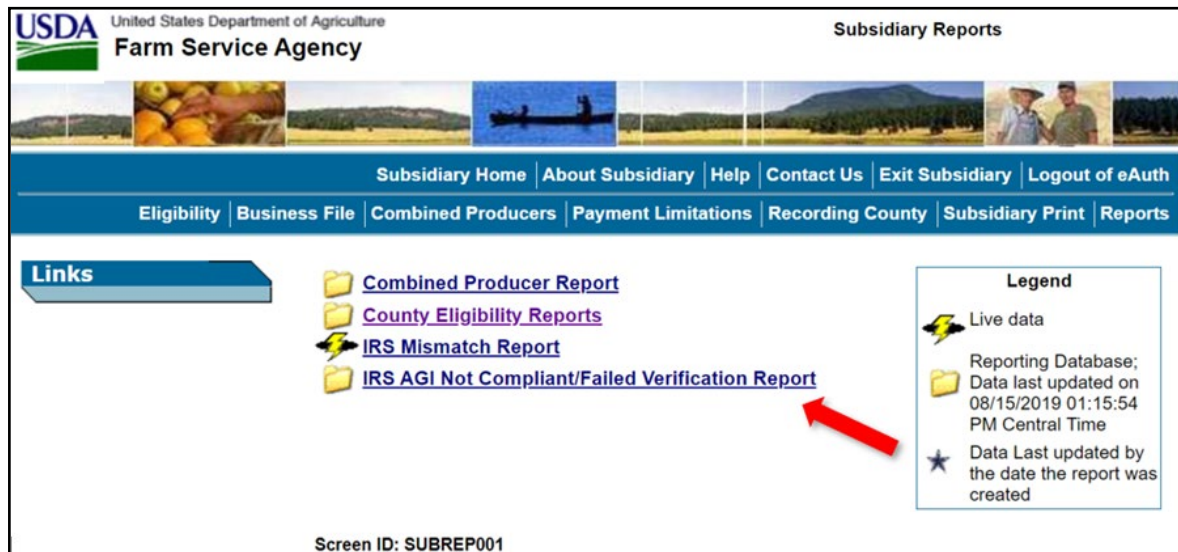 USDA
United States Department of Agriculture
Farm Service Agency
Subsidiary Reports
Subsidiary Home | About Subsidiary | Help | Contact Us | Exit Subsidiary | Logout of eAuth
Eligibility | Business File | Combined Producers | Payment Limitations | Recording County | Subsidiary Print | Reports
Links
Combined Producer Report
County Eligibility Reports
IRS Mismatch Report
IRS AGI Not Compliant/Failed Verification Report
Legend
Live data
Reporting Database;
Data last updated on
08/15/2019 01:15:54
PM Central Time
Data Last updated by
the date the report was
created
Screen ID: SUBREP001